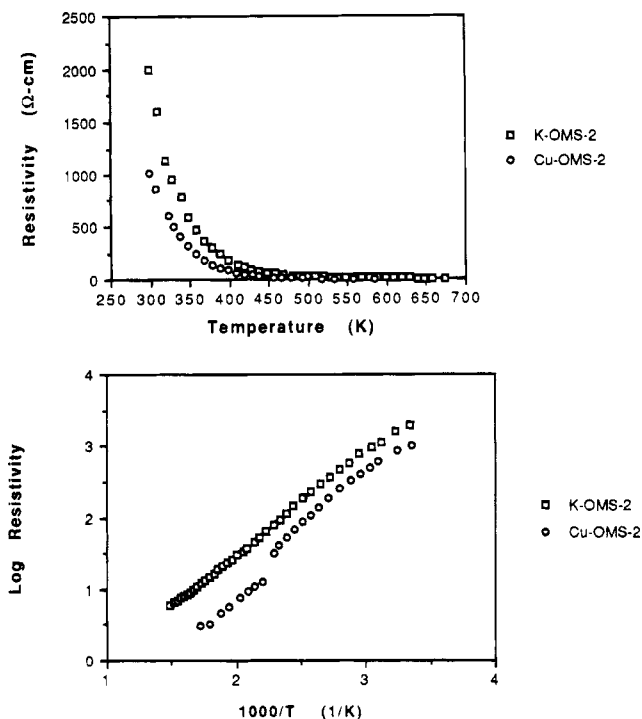 2000
1500
1000
500
0
250 300 350 400 450 500 550 600 650 700
Resistivity (Ω-cm)
Temperature (K)
K-OMS-2
Cu-OMS-2
4
3
2
1
0
1 2 3 4
Log Resistivity
1000/T (1/K)
K-OMS-2
Cu-OMS-2